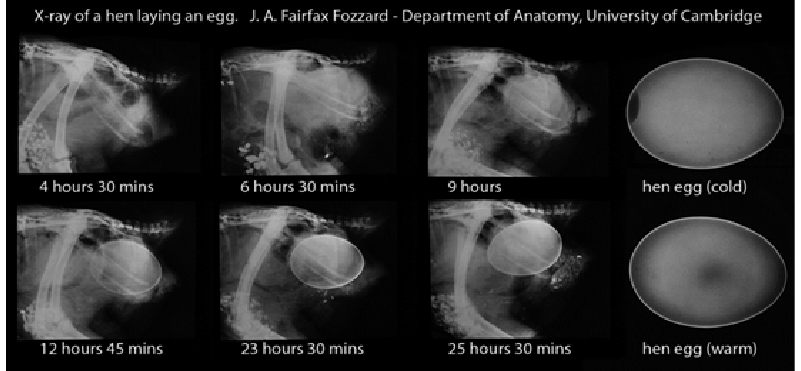 X-ray of a hen laying an egg. J. A. Fairfax Fozzard - Department of Anatomy, University of Cambridge
4 hours 30 mins
6 hours 30 mins
9 hours
hen egg (cold)
12 hours 45 mins
23 hours 30 mins
25 hours 30 mins
hen egg (warm)